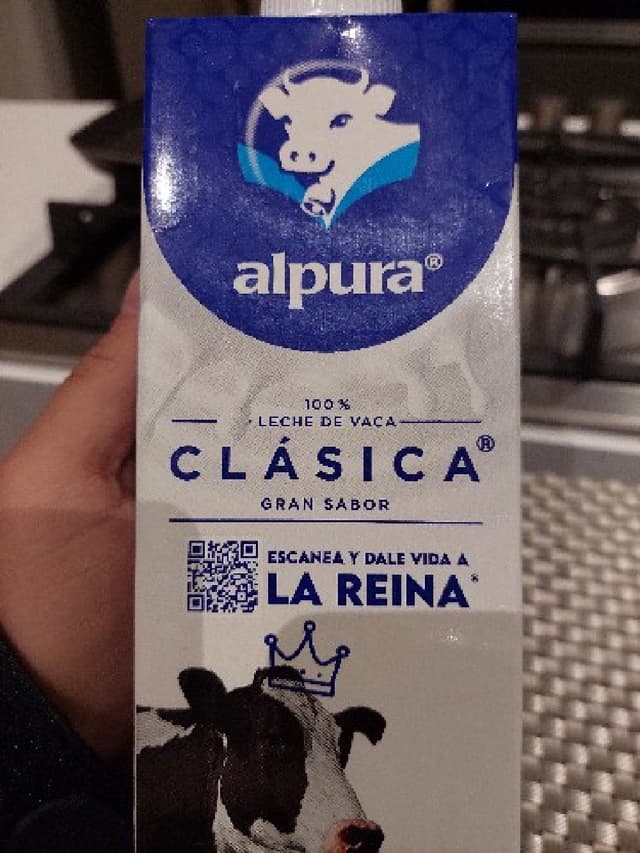 alpura®
100%
LECHE DE VACA
CLÁSICA®
GRAN SABOR
ESCANEA Y DALE VIDA A
LA REINA*